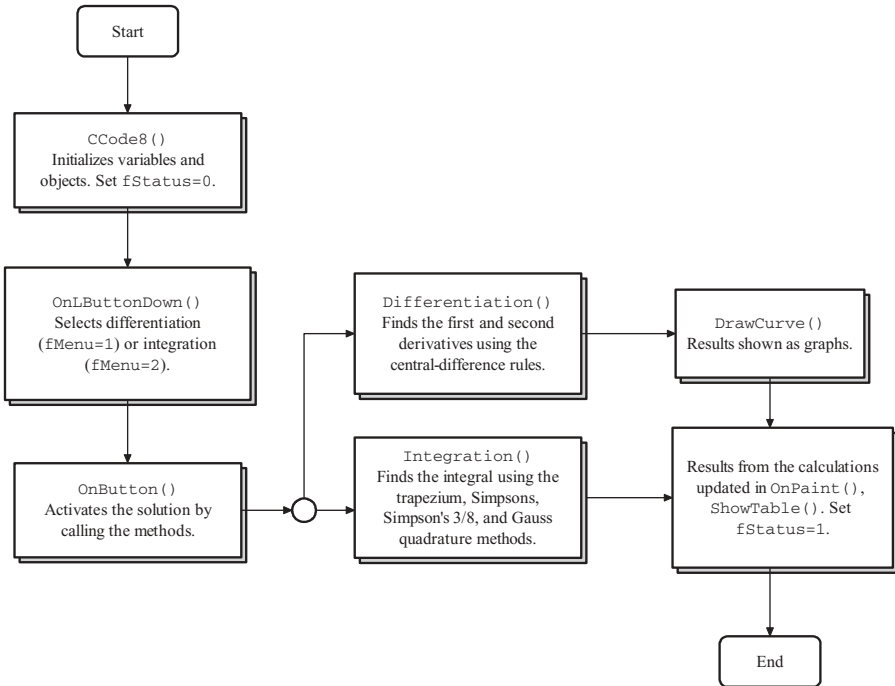 Start
CCode8()
Initializes variables and
objects. Set fStatus=0.
OnLButtonDown()
Selects differentiation
(fMenu=1) or integration
(fMenu=2).
OnButton()
Activates the solution by
calling the methods.
Differentiation()
Finds the first and second
derivatives using the
central-difference rules.
Integration()
Finds the integral using the
trapezium, Simpsons,
Simpson's 3/8, and Gauss
quadrature methods.
DrawCurve()
Results shown as graphs.
Results from the calculations
updated in OnPaint(),
ShowTable(). Set
fStatus=1.
End